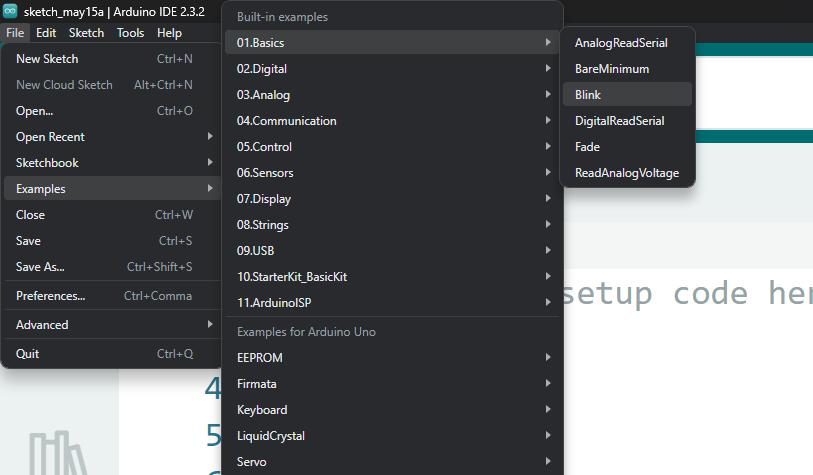 sketch_may15a | Arduino IDE 2.3.2
File Edit Sketch Tools Help
New Sketch Ctrl+N
New Cloud Sketch Alt+Ctrl+N
Open... Ctrl+O
Open Recent
Sketchbook
Examples
Close Ctrl+W
Save Ctrl+S
Save As... Ctrl+Shift+S
Preferences... Ctrl+Comma
Advanced
Quit Ctrl+Q
Built-in examples
01.Basics
02.Digital
03.Analog
04.Communication
05.Control
06.Sensors
07.Display
08.Strings
09.USB
10.StarterKit_BasicKit
11.ArduinoISP
Examples for Arduino Uno
EEPROM
Firmata
Keyboard
LiquidCrystal
Servo
AnalogReadSerial
BareMinimum
Blink
DigitalReadSerial
Fade
ReadAnalogVoltage
setup code her
4
5